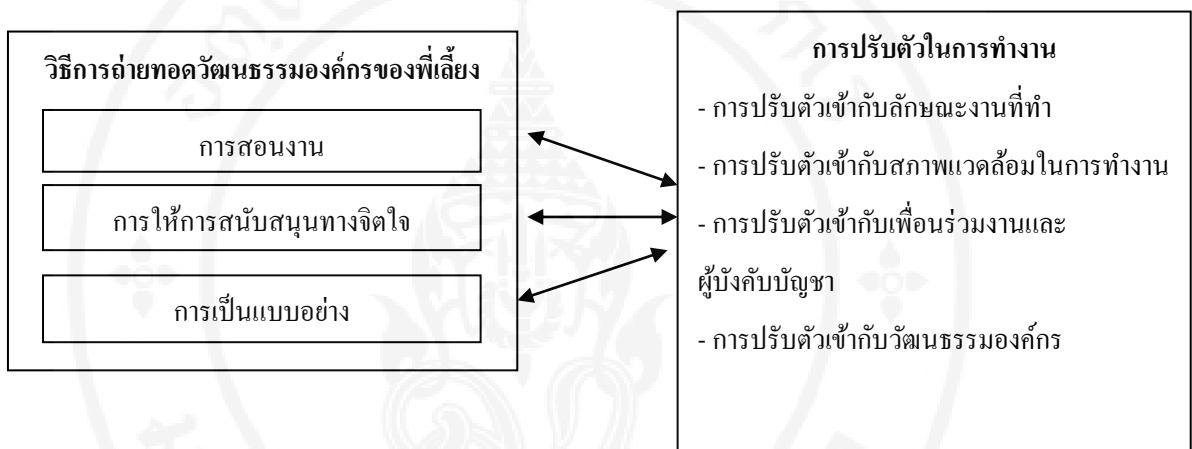 วิธีการถ่ายทอดวัฒนธรรมองค์กรของพี่เลี้ยง
การสอนงาน
การให้การสนับสนุนทางจิตใจ
การเป็นแบบอย่าง
การปรับตัวในการทำงาน
- การปรับตัวเข้ากับลักษณะงานที่ทำ
- การปรับตัวเข้ากับสภาพแวดล้อมในการทำงาน
- การปรับตัวเข้ากับเพื่อนร่วมงานและ
ผู้บังคับบัญชา
- การปรับตัวเข้ากับวัฒนธรรมองค์กร